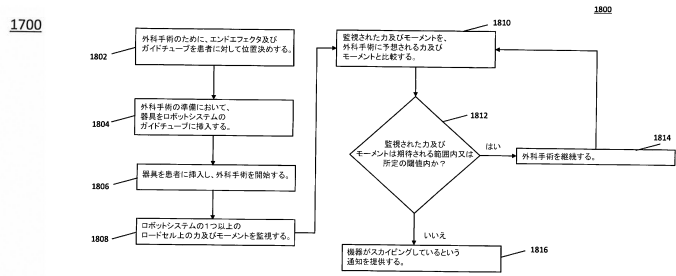 1700
1800
1802
外科手術のために、エンドエフェクタ及び
ガイドチューブを患者に対して位置決めする。
1804
外科手術の準備において、
器具をロボットシステムの
ガイドチューブに挿入する。
1806
器具を患者に挿入し、外科手術を開始する。
1808
ロボットシステムの1つ以上の
ロードセル上の力及びモーメントを監視する。
1810
監視された力及びモーメントを、
外科手術に予想される力及び
モーメントと比較する。
1812
監視された力及び
モーメントは期待される範囲内又は
所定の閾値内か?
はい
1814
外科手術を継続する。
いいえ
1816
機器がスカイビングしているという
通知を提供する。